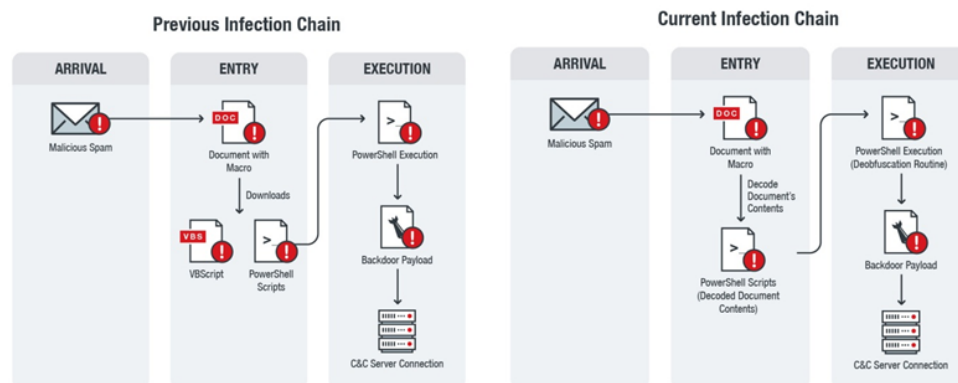 Previous Infection Chain
ARRIVAL
ENTRY
EXECUTION
Malicious Spam
DOC
Document with
Macro
Downloads
VBS
VBScript
>_
PowerShell
Scripts
>_
PowerShell Execution
Backdoor Payload
C&C Server Connection
Current Infection Chain
ARRIVAL
ENTRY
EXECUTION
Malicious Spam
DOC
Document with
Macro
Decode
Document's
Contents
>_
PowerShell Scripts
(Decoded Document
Contents)
>_
PowerShell Execution
(Deobfuscation Routine)
Backdoor Payload
C&C Server Connection